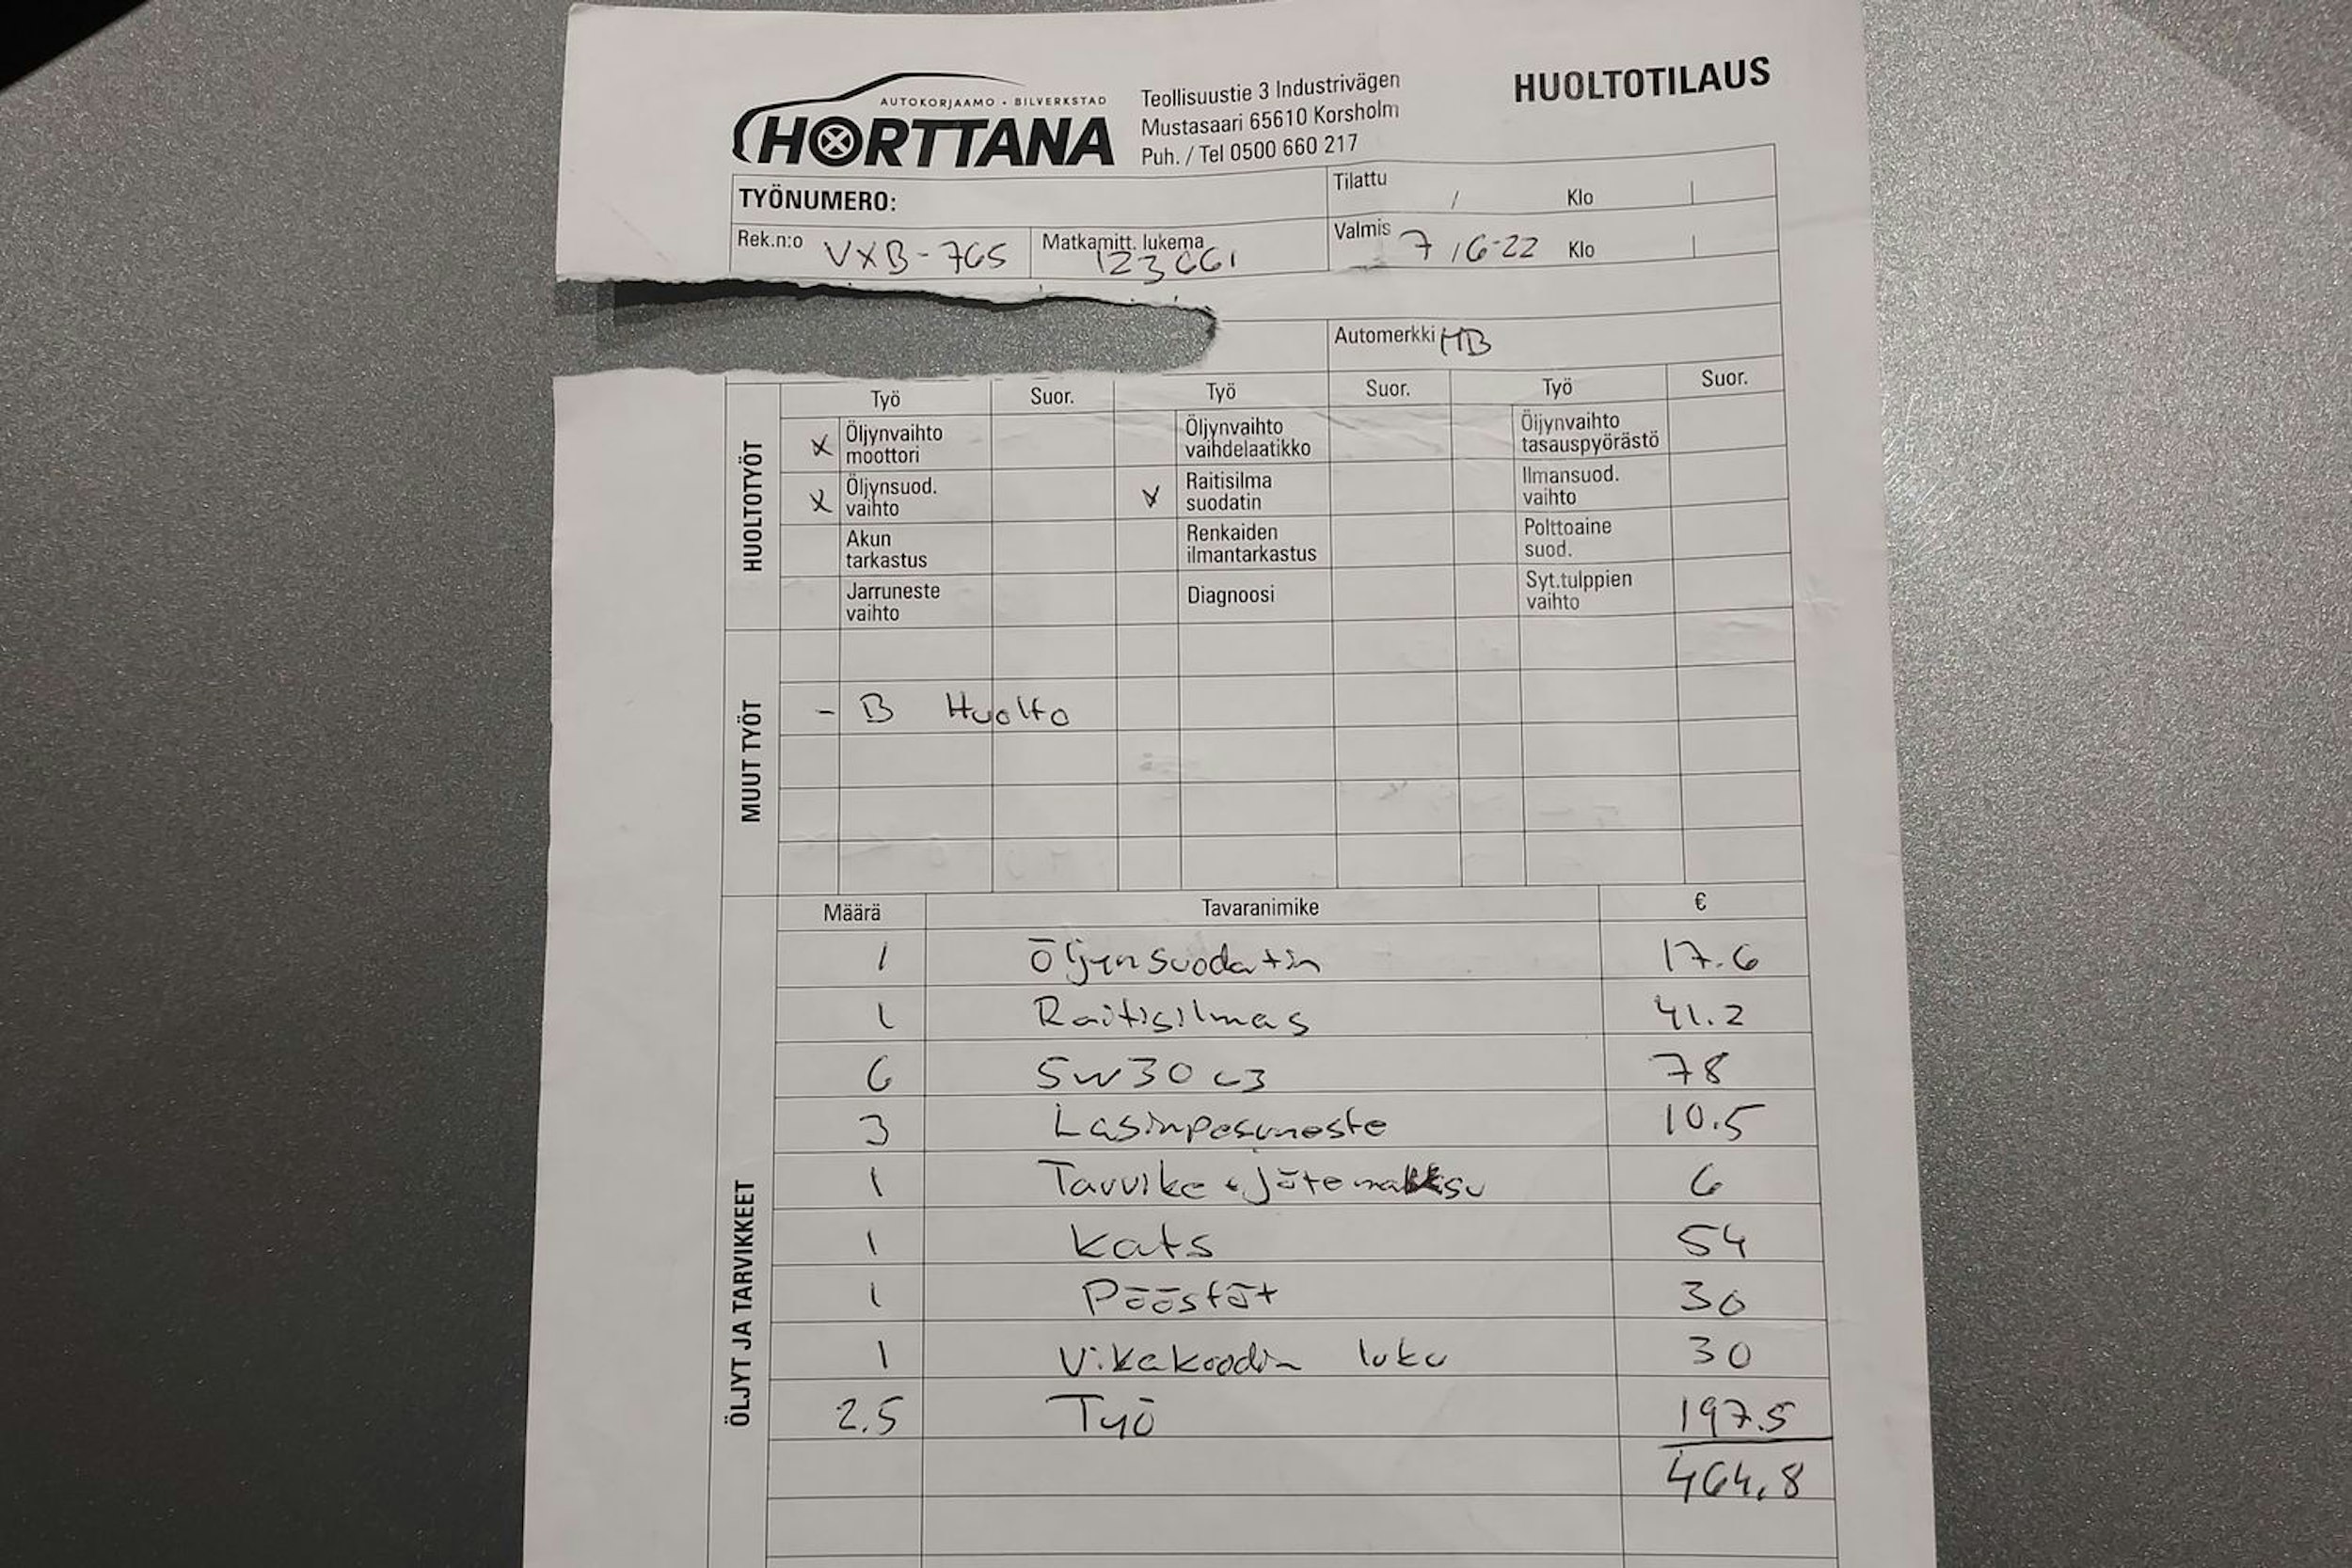 AUTOKORJAAMO • BILVERKSTAD
HORTTANA
Teollisuustie 3 Industrivägen
Mustasaari 65610 Korsholm
Puh. / Tel 0500 660 217
HUOLTOTILAUS
TYÖNUMERO:
Tilattu / Klo
Rek.n:o VXB-765
Matkamitt. lukema 123661
Valmis 7 / 6-22 Klo
Automerkki MB
HUOLTOTYÖT
Työ Suor. Työ Suor. Työ Suor.
x Öljynvaihto moottori
Öljynvaihto vaihdelaatikko
Öljynvaihto tasauspyörästö
x Öljynsuod. vaihto
x Raitisilma suodatin
Ilmansuod. vaihto
Akun tarkastus
Renkaiden ilmantarkastus
Polttoaine suod.
Jarruneste vaihto
Diagnoosi
Syt.tulppien vaihto
MUUT TYÖT
- B Huolto
ÖLJYT JA TARVIKKEET
Määrä Tavaranimike €
1 Öljynsuodatin 17.6
1 Raitisilmas 41.2
6 5w30 c3 78
3 Lasinpesuneste 10.5
1 Tarvike + Jätemaksu 6
1 Kats 54
1 Päästöt 30
1 Vikakoodin luku 30
2.5 Työ 197.5
464,8